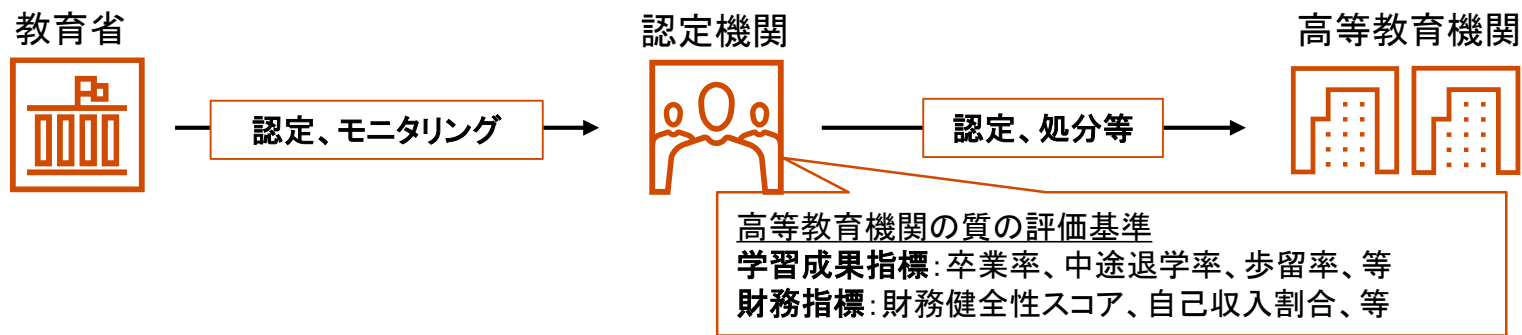 教育省
認定機関
高等教育機関
認定、モニタリング
認定、処分等
高等教育機関の質の評価基準
学習成果指標：卒業率、中途退学率、歩留率、等
財務指標：財務健全性スコア、自己収入割合、等